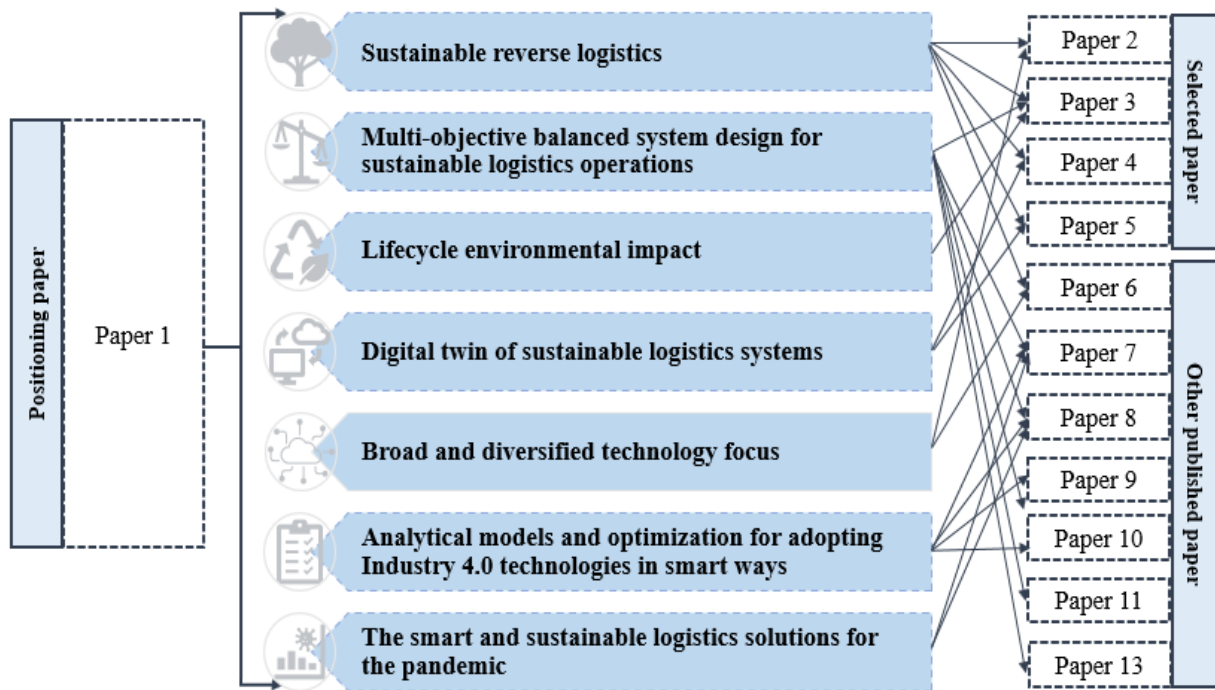 Positioning paper
Paper 1
Sustainable reverse logistics
Multi-objective balanced system design for
sustainable logistics operations
Lifecycle environmental impact
Digital twin of sustainable logistics systems
Broad and diversified technology focus
Analytical models and optimization for adopting
Industry 4.0 technologies in smart ways
The smart and sustainable logistics solutions for
the pandemic
Paper 2
Paper 3
Paper 4
Paper 5
Paper 6
Paper 7
Paper 8
Paper 9
Paper 10
Paper 11
Paper 13
Selected paper
Other published paper